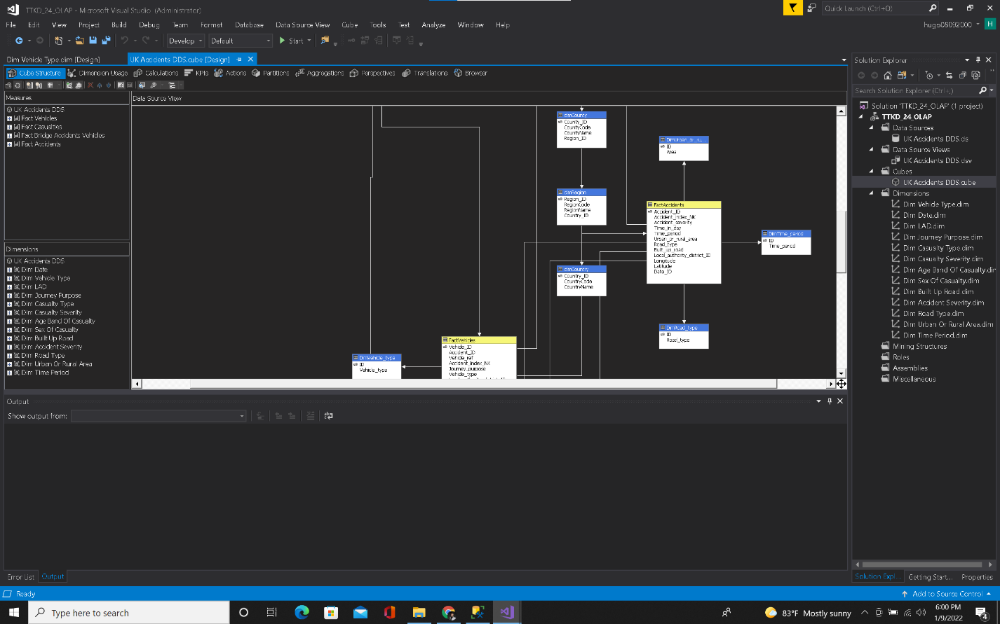 TTKD_24_OLAP - Microsoft Visual Studio (Administrator)
Quick Launch (Ctrl+Q)
File Edit View Project Build Debug Team Format Database Data Source View Cube Tools Test Analyze Window Help
hugo08092000
H
Develop Default Start
Dim Vehicle Type.dim [Design]
UK Accidents DDS.cube [Design]
Cube Structure Dimension Usage Calculations KPIs Actions Partitions Aggregations Perspectives Translations Browser
Measures
UK Accidents DDS
Fact Vehicles
Fact Casualties
Fact Bridge Accidents Vehicles
Fact Accidents
Dimensions
UK Accidents DDS
Dim Date
Dim Vehicle Type
Dim LAD
Dim Journey Purpose
Dim Casualty Type
Dim Casualty Severity
Dim Age Band Of Casualty
Dim Sex Of Casualty
Dim Built Up Road
Dim Accident Severity
Dim Road Type
Dim Urban Or Rural Area
Dim Time Period
Data Source View
dimCounty
County_ID
CountyCode
CountyName
Region_ID
DimUrban_or_ru...
ID
Area
dimRegion
Region_ID
RegionCode
RegionName
Country_ID
FactAccidents
Accident_ID
Accident_index_NK
Accident_severity
Time_in_day
Time_period
Urban_or_rural_area
Road_type
Built_up_road
Local_authority_district_ID
Longitude
Latitude
Date_ID
DimTime_period
ID
Time_period
dimCountry
Country_ID
CountryCode
CountryName
DimRoad_type
ID
Road_type
FactVehicles
Vehicle_ID
Accident_ID
Vehicle_ref
Accident_Index_NK
Journey_purpose
Vehicle_type
DimVehicle_type
ID
Vehicle_type
Output
Show output from:
Error List Output
Solution Explorer
Search Solution Explorer (Ctrl+;)
Solution 'TTKD_24_OLAP' (1 project)
TTKD_24_OLAP
Data Sources
UK Accidents DDS.ds
Data Source Views
UK Accidents DDS.dsv
Cubes
UK Accidents DDS.cube
Dimensions
Dim Vehicle Type.dim
Dim Date.dim
Dim LAD.dim
Dim Journey Purpose.dim
Dim Casualty Type.dim
Dim Casualty Severity.dim
Dim Age Band Of Casualty.dim
Dim Sex Of Casualty.dim
Dim Built Up Road.dim
Dim Accident Severity.dim
Dim Road Type.dim
Dim Urban Or Rural Area.dim
Dim Time Period.dim
Mining Structures
Roles
Assemblies
Miscellaneous
Solution Expl... Getting Start... Properties
Ready
Add to Source Control
Type here to search
83°F Mostly sunny
6:00 PM
1/9/2022
4